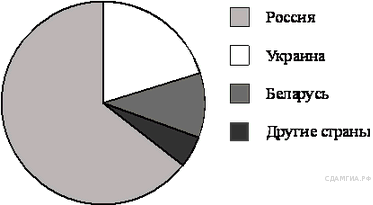 Россия
Украина
Беларусь
Другие страны
СДАМГИА.РФ